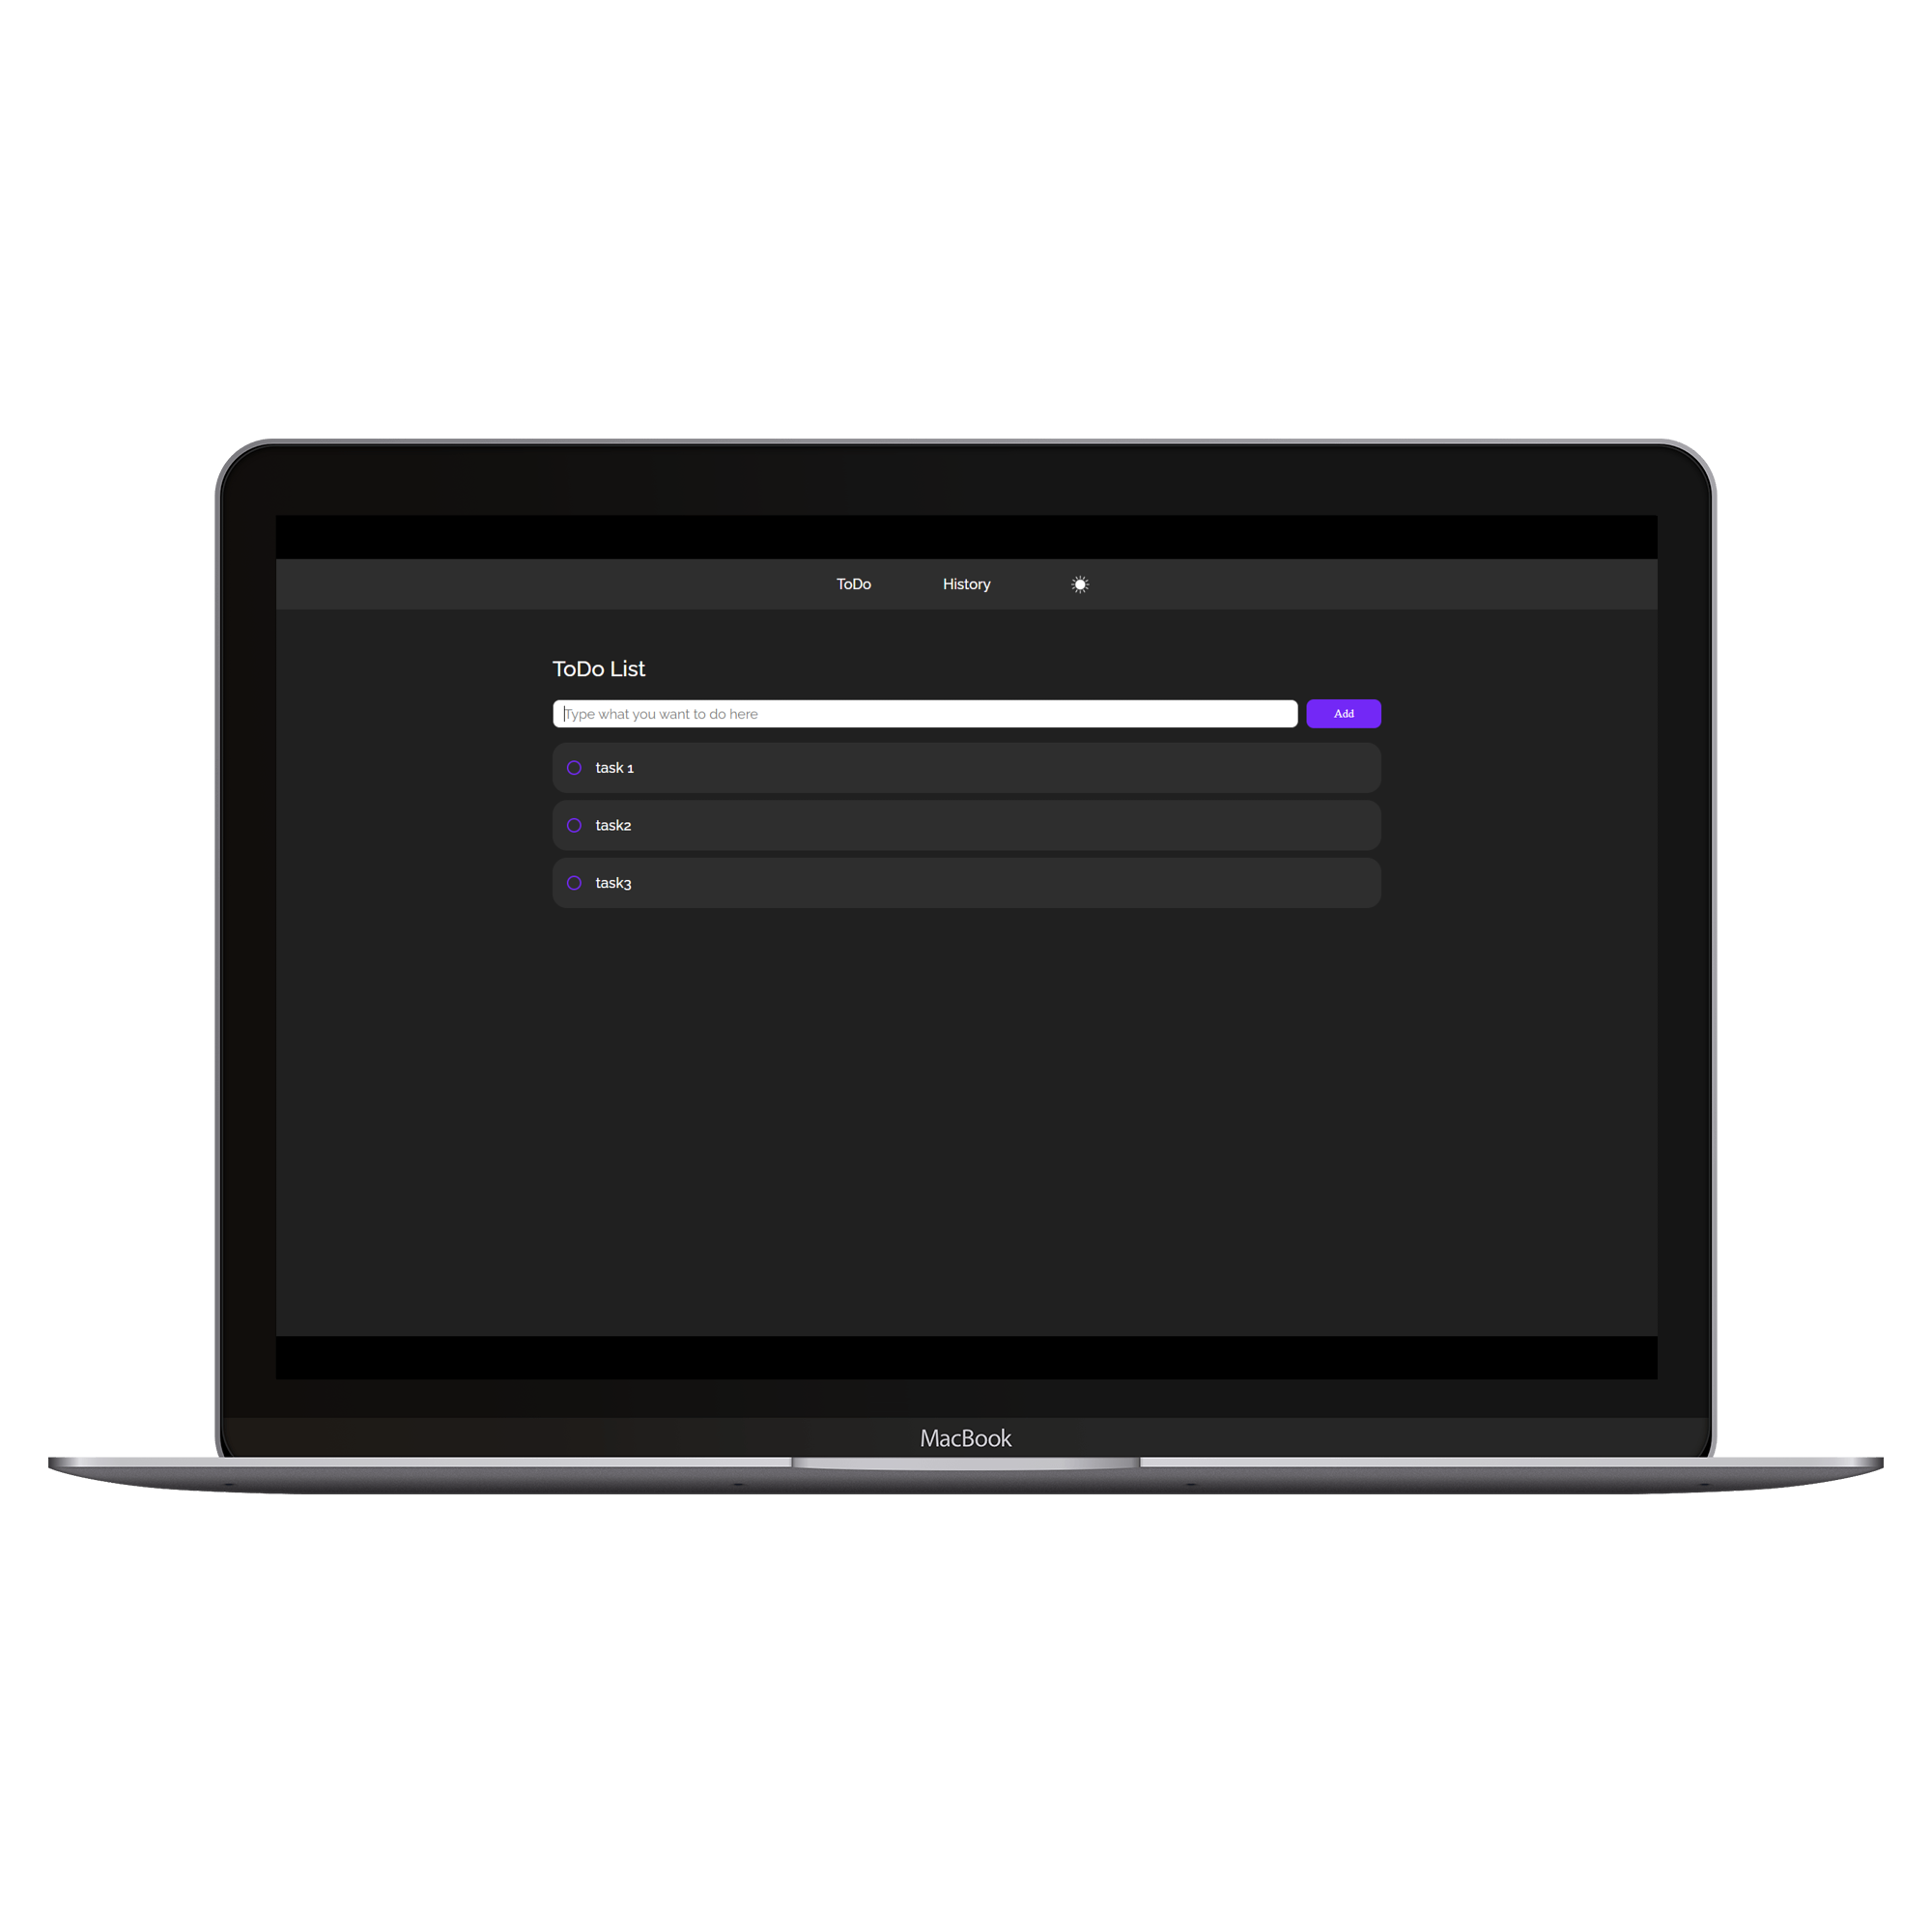 ToDo History
ToDo List
Type what you want to do here Add
task 1
task2
task3
MacBook